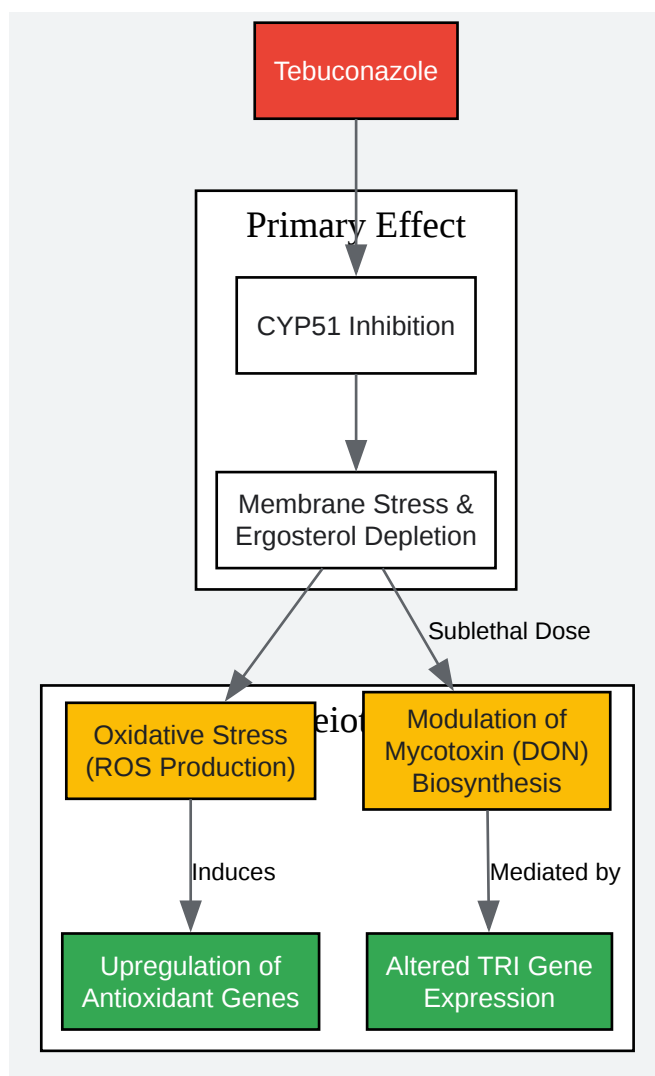 Tebuconazole
Primary Effect
CYP51 Inhibition
Membrane Stress &
Ergosterol Depletion
Sublethal Dose
Oxidative Stress
(ROS Production)
Modulation of
Mycotoxin (DON)
Biosynthesis
Induces
Mediated by
Upregulation of
Antioxidant Genes
Altered TRI Gene
Expression